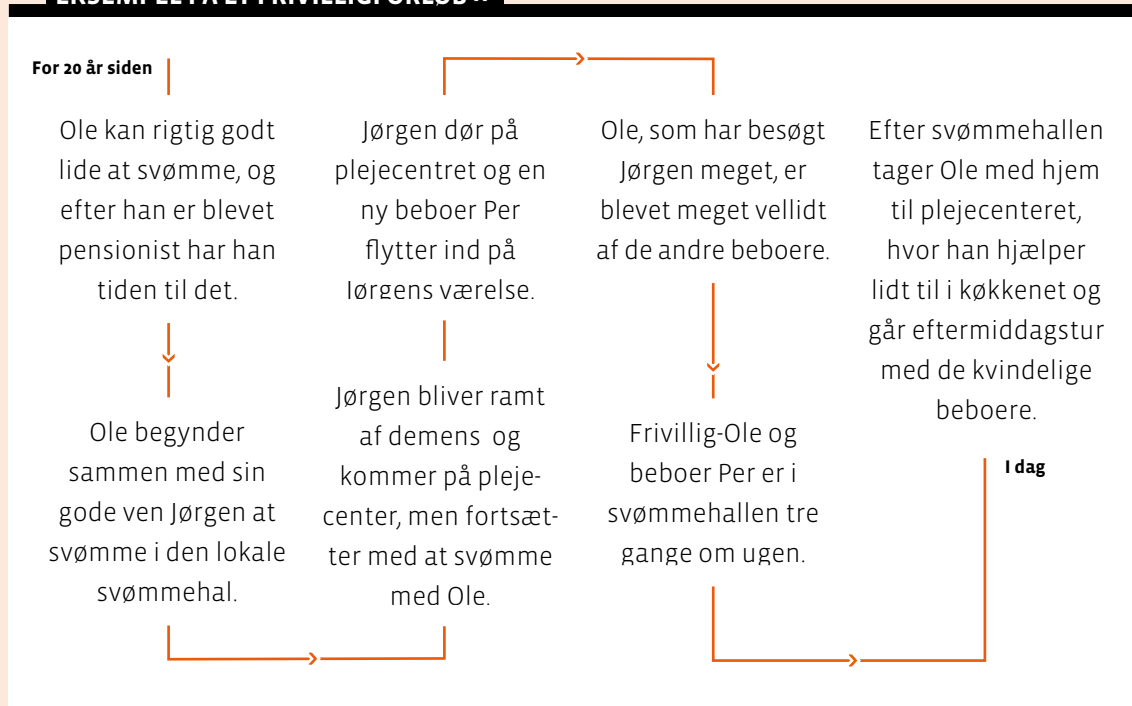 EKSEMPEL PÅ ET FRIVILLIGFORLØB
For 20 år siden
Ole kan rigtig godt
lide at svømme, og
efter han er blevet
pensionist har han
tiden til det.
Ole begynder
sammen med sin
gode ven Jørgen at
svømme i den lokale
svømmehal.
Jørgen bliver ramt
af demens og
kommer på pleje-
center, men fortsæt-
ter med at svømme
med Ole.
Jørgen dør på
plejecentret og en
ny beboer Per
flytter ind på
Jørgens værelse.
Ole, som har besøgt
Jørgen meget, er
blevet meget vellidt
af de andre beboere.
Frivillig-Ole og
beboer Per er i
svømmehallen tre
gange om ugen.
Efter svømmehallen
tager Ole med hjem
til plejecenteret,
hvor han hjælper
lidt til i køkkenet og
går eftermiddagstur
med de kvindelige
beboere.
I dag